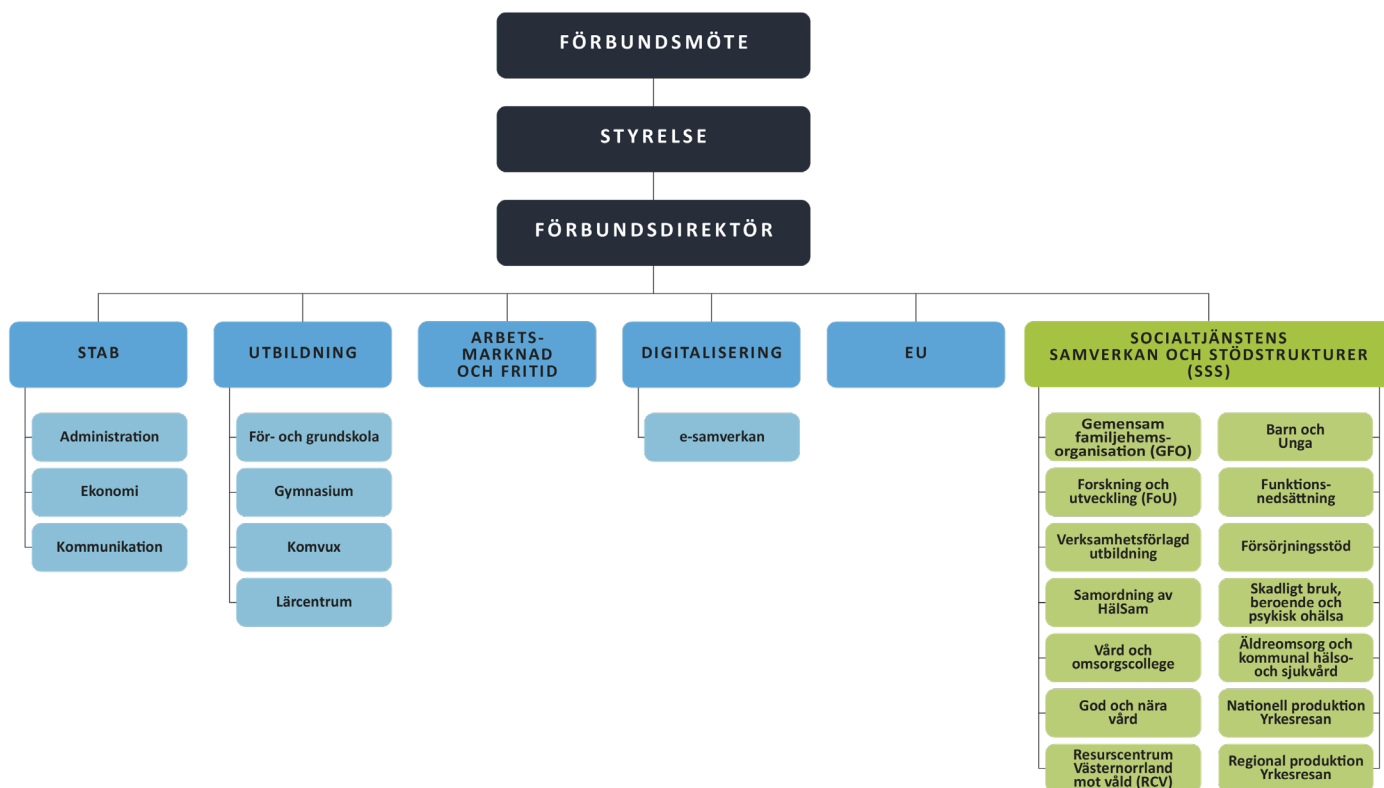 FÖRBUNDSMÖTE
STYRELSE
FÖRBUNDSDIREKTÖR
STAB
Administration
Ekonomi
Kommunikation
UTBILDNING
För- och grundskola
Gymnasium
Komvux
Lärcentrum
ARBETS-
MARKNAD
OCH FRITID
DIGITALISERING
e-samverkan
EU
SOCIALTJÄNSTENS
SAMVERKAN OCH STÖDSTRUKTURER
(SSS)
Gemensam
familjehems-
organisation (GFO)
Forskning och
utveckling (FoU)
Verksamhetsförlagd
utbildning
Samordning av
HälSam
Vård och
omsorgscollege
God och nära
vård
Resurscentrum
Västernorrland
mot våld (RCV)
Barn och
Unga
Funktions-
nedsättning
Försörjningsstöd
Skadligt bruk,
beroende och
psykisk ohälsa
Äldreomsorg och
kommunal hälso-
och sjukvård
Nationell produktion
Yrkesresan
Regional produktion
Yrkesresan